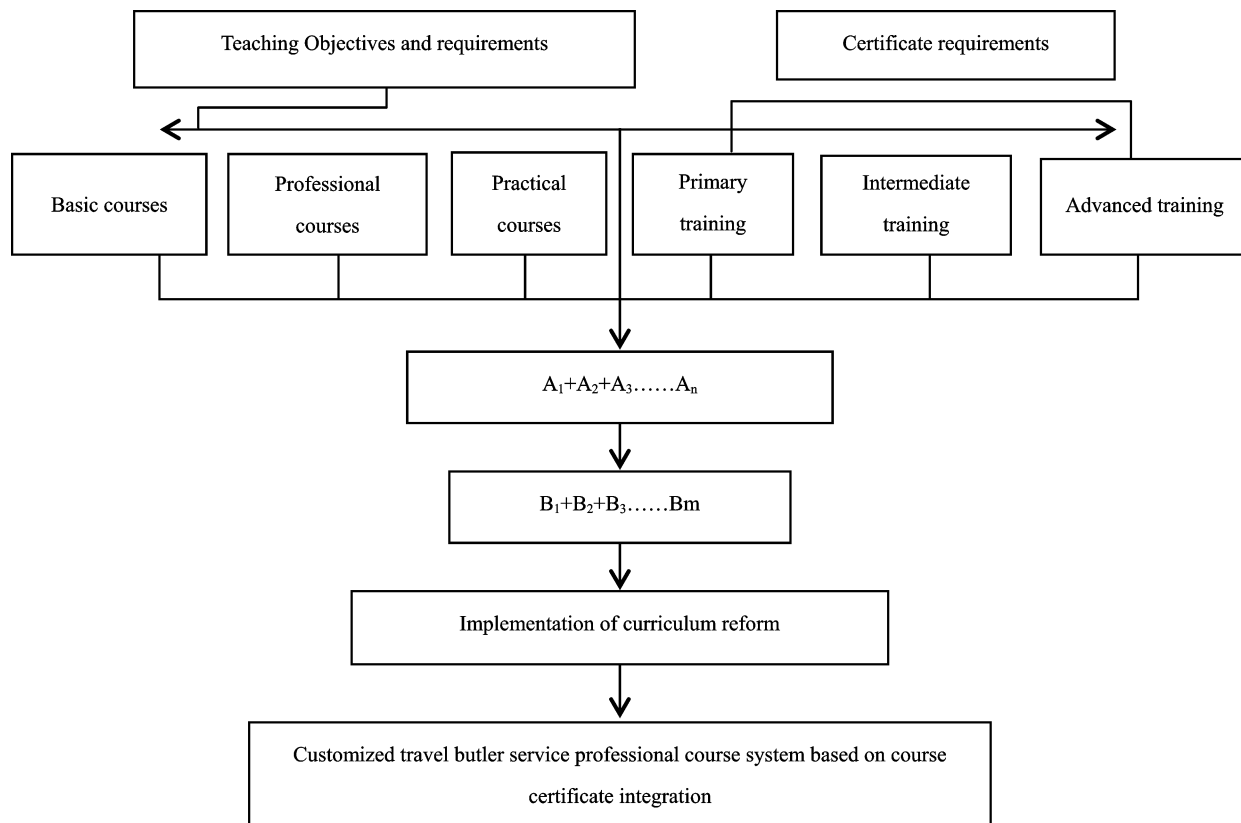 Teaching Objectives and requirements
Certificate requirements
Basic courses
Professional
courses
Practical
courses
Primary
training
Intermediate
training
Advanced training
A₁+A₂+A₃……Aₙ
B₁+B₂+B₃……Bm
Implementation of curriculum reform
Customized travel butler service professional course system based on course
certificate integration